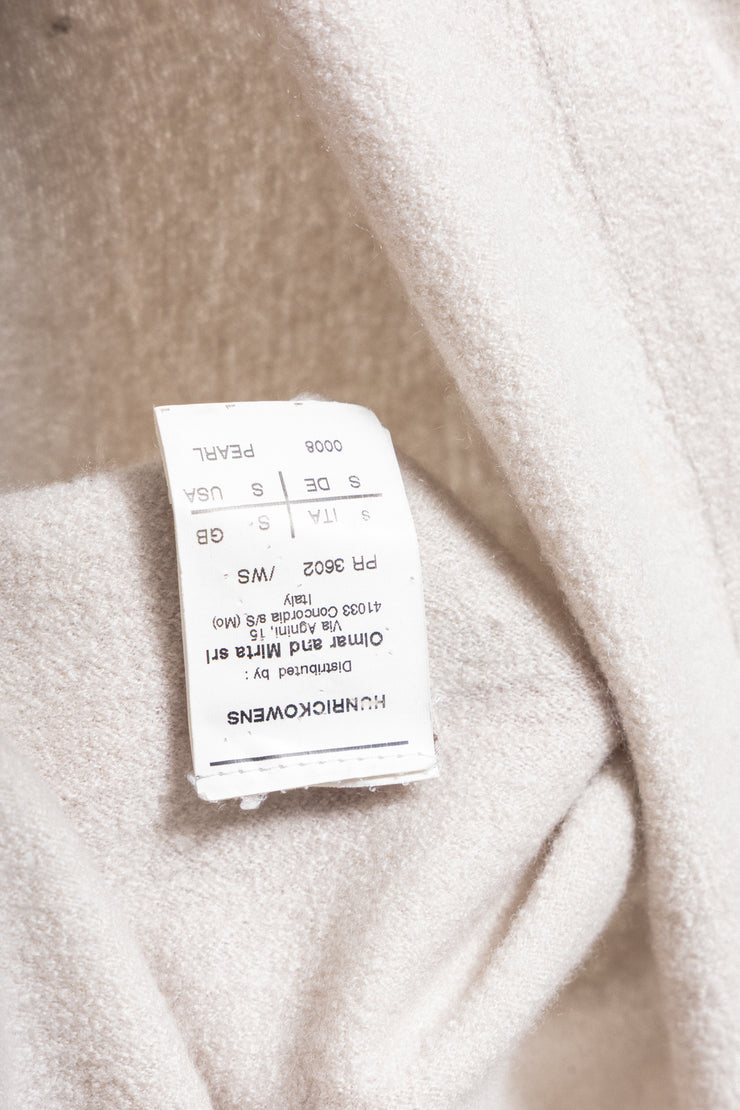 HUNRICKOWENS
Distributed by :
Olmar and Mirta srl
Via Agnini, 15
41033 Concordia s/S (Mo)
Italy
PR 3602 /WS
S ITA S GB
S DE S USA
0008 PEARL